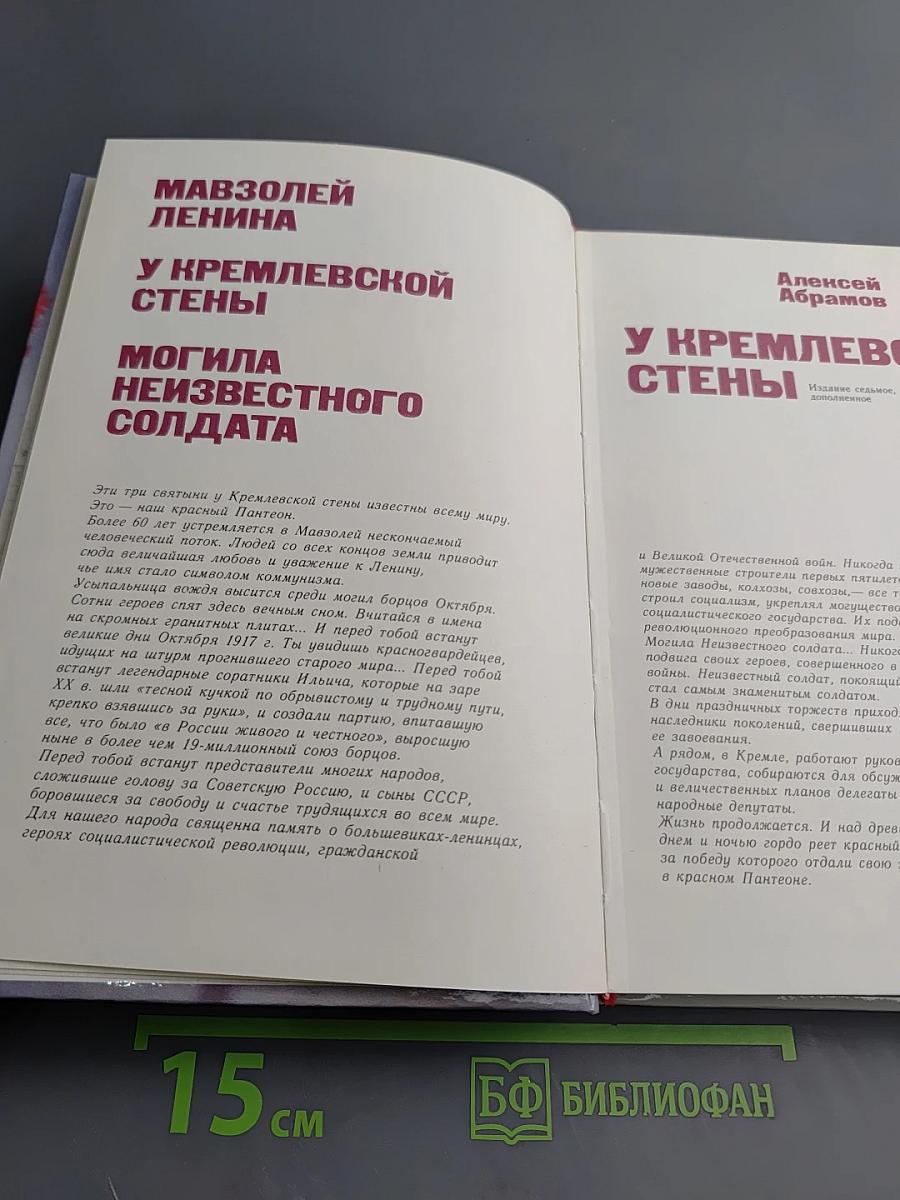 МАВЗОЛЕЙ
ЛЕНИНА
У КРЕМЛЕВСКОЙ
СТЕНЫ
МОГИЛА
НЕИЗВЕСТНОГО
СОЛДАТА
Эти три святыни у Кремлевской стены известны всему миру.
Это — наш красный Пантеон.
Более 60 лет устремляется в Мавзолей нескончаемый
человеческий поток. Людей со всех концов земли приводит
сюда величайшая любовь и уважение к Ленину,
чье имя стало символом коммунизма.
Усыпальница вождя высится среди могил борцов Октября.
Сотни героев спят здесь вечным сном. Вчитайся в имена
на скромных гранитных плитах... И перед тобой встанут
великие дни Октября 1917 г. Ты увидишь красногвардейцев,
идущих на штурм прогнившего старого мира... Перед тобой
встанут легендарные соратники Ильича, которые на заре
XX в. шли «тесной кучкой по обрывистому и трудному пути,
крепко взявшись за руки», и создали партию, впитавшую
все, что было «в России живого и честного», выросшую
ныне в более чем 19-миллионный союз борцов.
Перед тобой встанут представители многих народов,
сложившие голову за Советскую Россию, и сыны СССР,
боровшиеся за свободу и счастье трудящихся во всем мире.
Для нашего народа священна память о большевиках-ленинцах,
героях социалистической революции, гражданской
Алексей
Абрамов
У КРЕМЛЕВС
СТЕНЫ
Издание седьмое,
дополненное
и Великой Отечественной войн. Никогда
мужественные строители первых пятилето
новые заводы, колхозы, совхозы,— все т
строил социализм, укреплял могущество
социалистического государства. Их под
революционного преобразования мира.
Могила Неизвестного солдата... Никог
подвига своих героев, совершенного в
войны. Неизвестный солдат, покоящий
стал самым знаменитым солдатом.
В дни праздничных торжеств приход
наследники поколений, свершивших
ее завоевания.
А рядом, в Кремле, работают руков
государства, собираются для обсуж
и величественных планов делегаты
народные депутаты.
Жизнь продолжается. И над древ
днем и ночью гордо реет красный
за победу которого отдали свою
в красном Пантеоне.
15 см
БФ БИБЛИОФАН